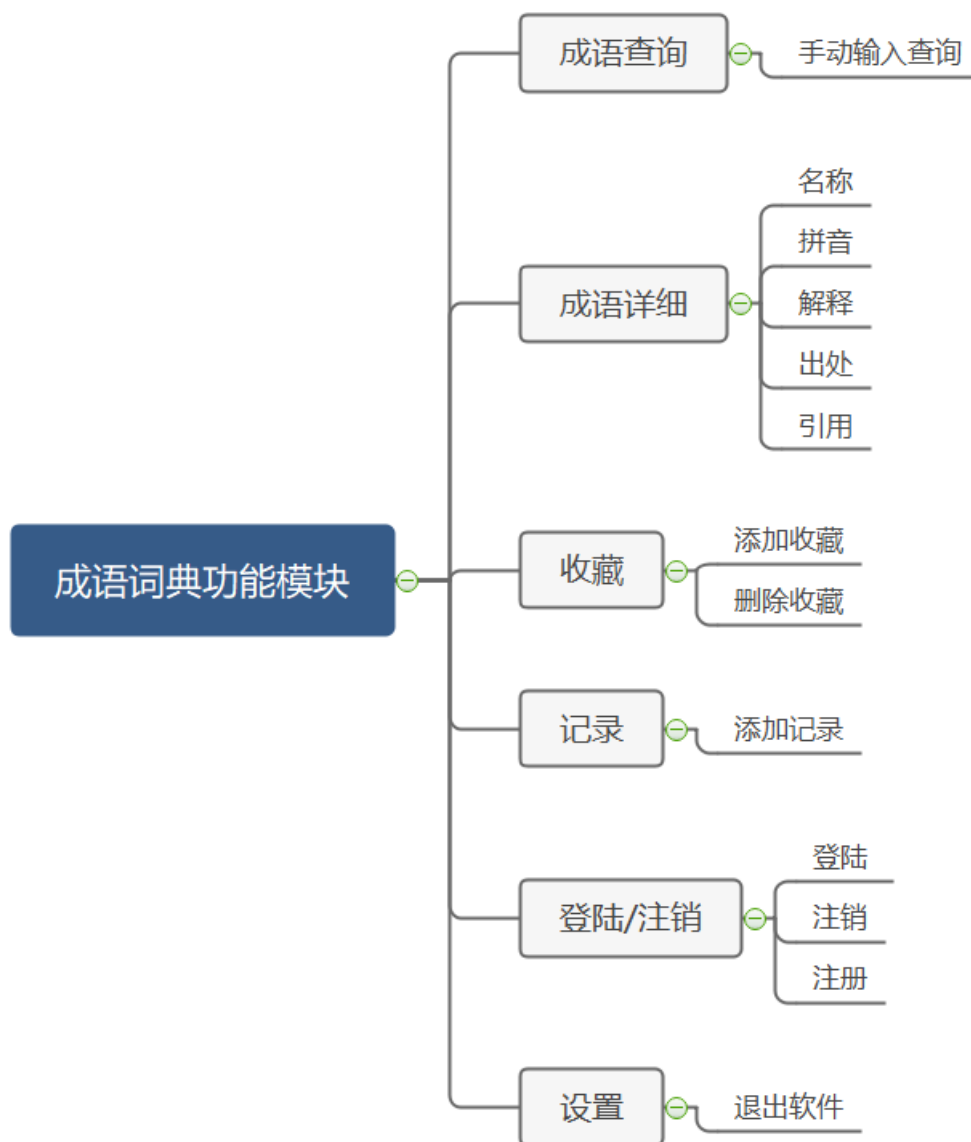 成语词典功能模块
成语查询
手动输入查询
成语详细
名称
拼音
解释
出处
引用
收藏
添加收藏
删除收藏
记录
添加记录
登陆/注销
登陆
注销
注册
设置
退出软件